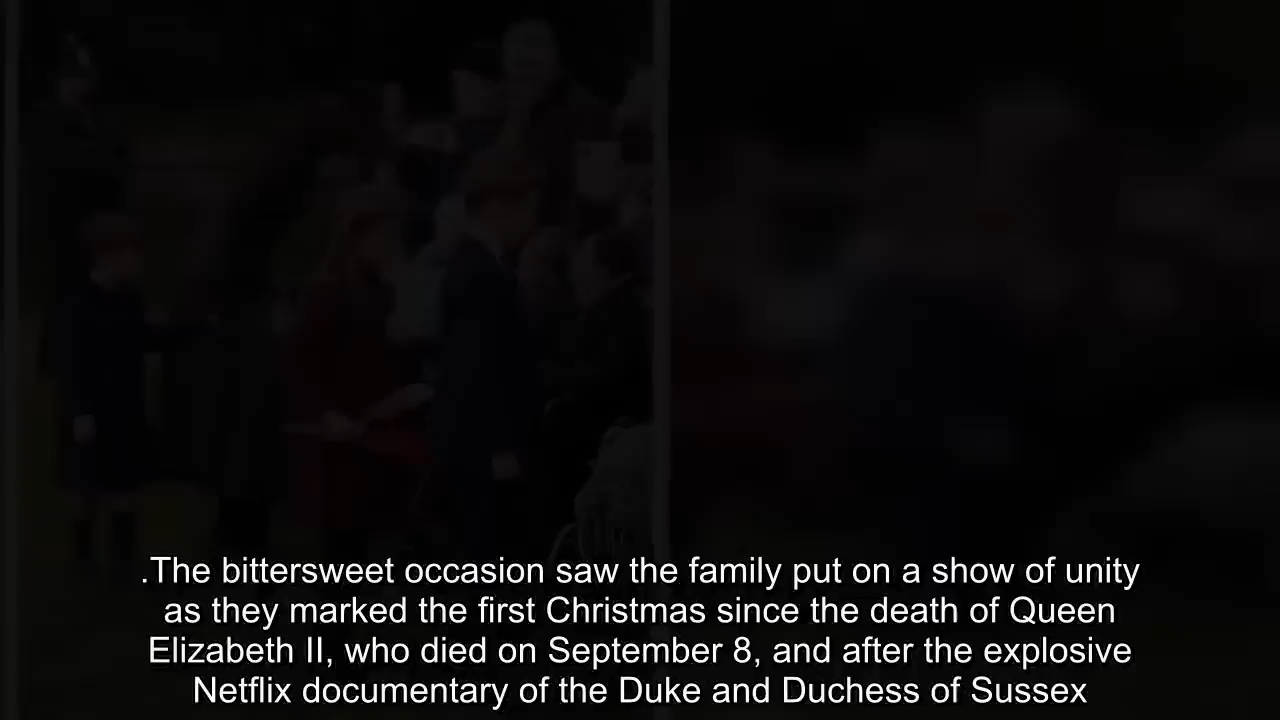 .The bittersweet occasion saw the family put on a show of unity
as they marked the first Christmas since the death of Queen
Elizabeth II, who died on September 8, and after the explosive
Netflix documentary of the Duke and Duchess of Sussex